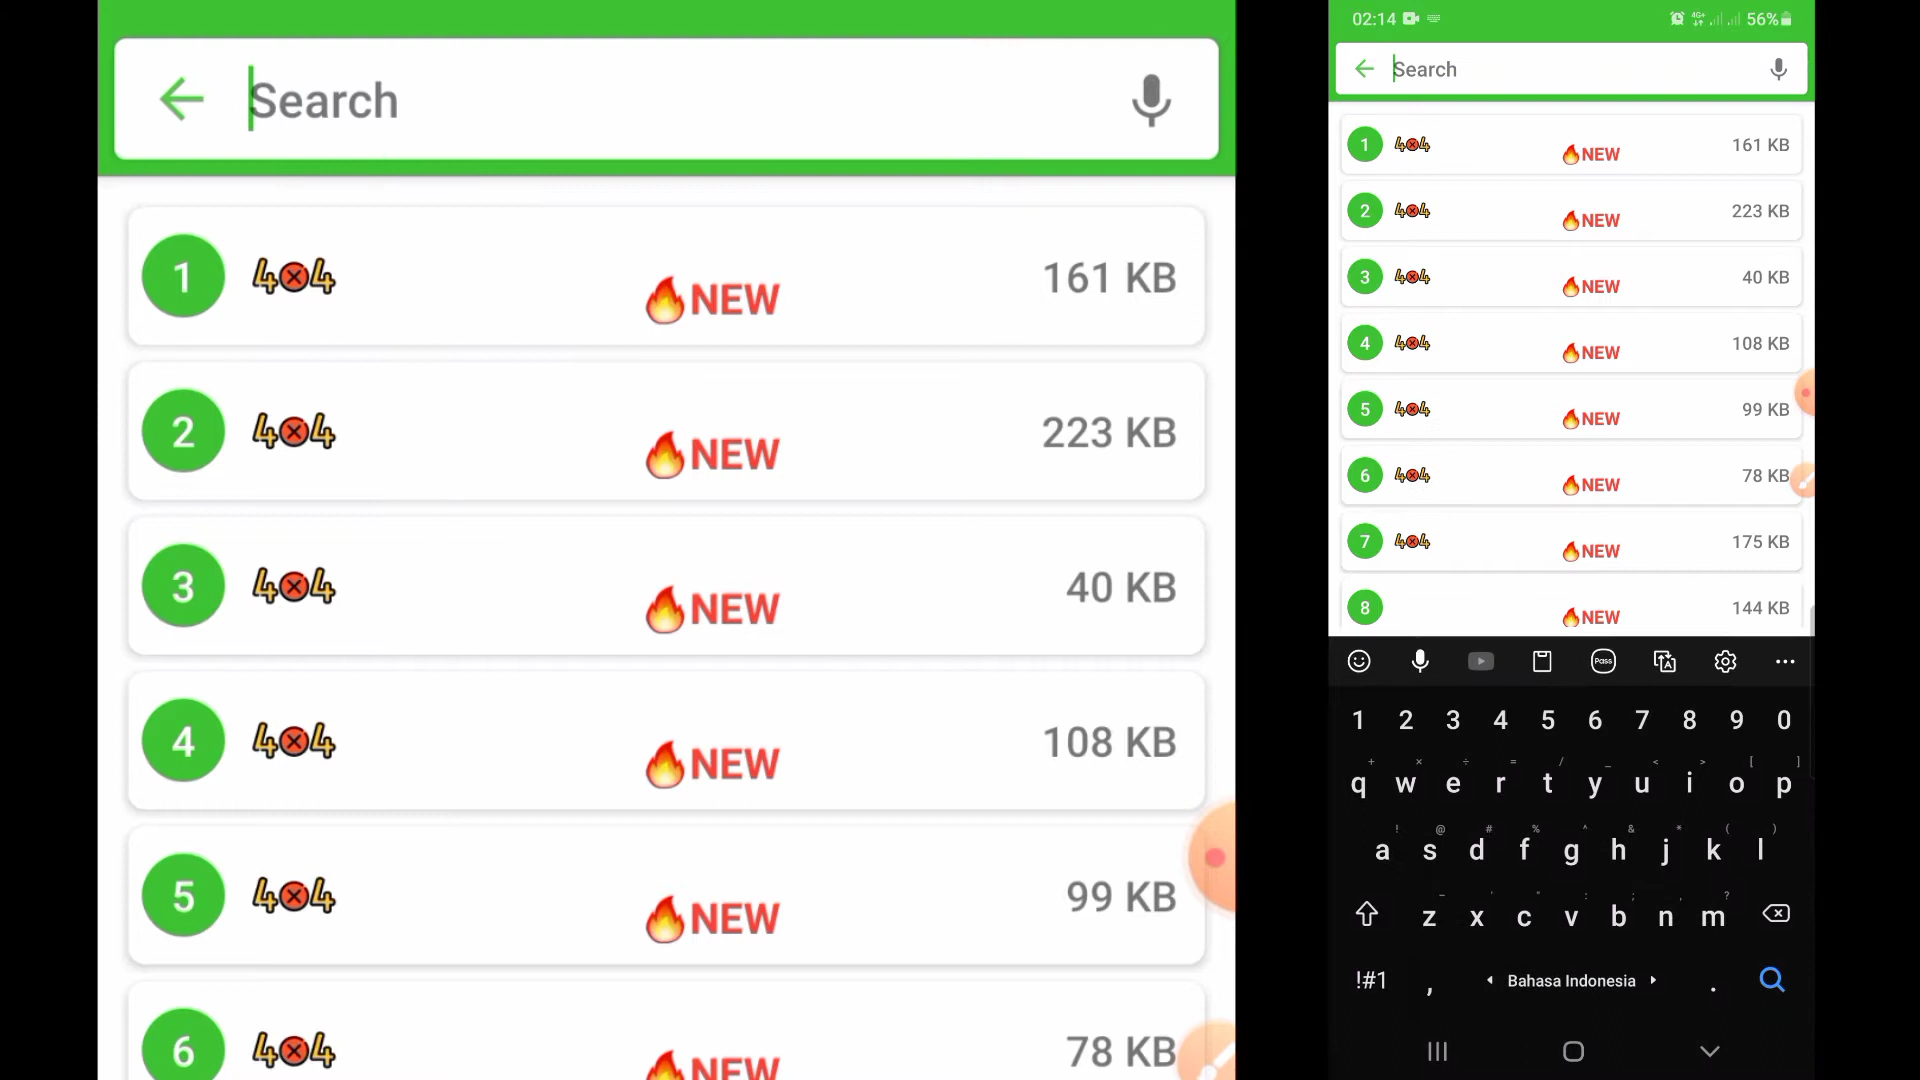 Search
1 404 🔥NEW 161 KB
2 404 🔥NEW 223 KB
3 404 🔥NEW 40 KB
4 404 🔥NEW 108 KB
5 404 🔥NEW 99 KB
6 404 🔥NEW 78 KB
02:14 4G+ 56%
Search
1 404 🔥NEW 161 KB
2 404 🔥NEW 223 KB
3 404 🔥NEW 40 KB
4 404 🔥NEW 108 KB
5 404 🔥NEW 99 KB
6 404 🔥NEW 78 KB
7 404 🔥NEW 175 KB
8 🔥NEW 144 KB
Pass
1 2 3 4 5 6 7 8 9 0
+ × ÷ = / _ < > [ ]
q w e r t y u i o p
! @ # % ^ & * ( )
a s d f g h j k l
- ' " : ; , ?
z x c v b n m
!#1 , Bahasa Indonesia .